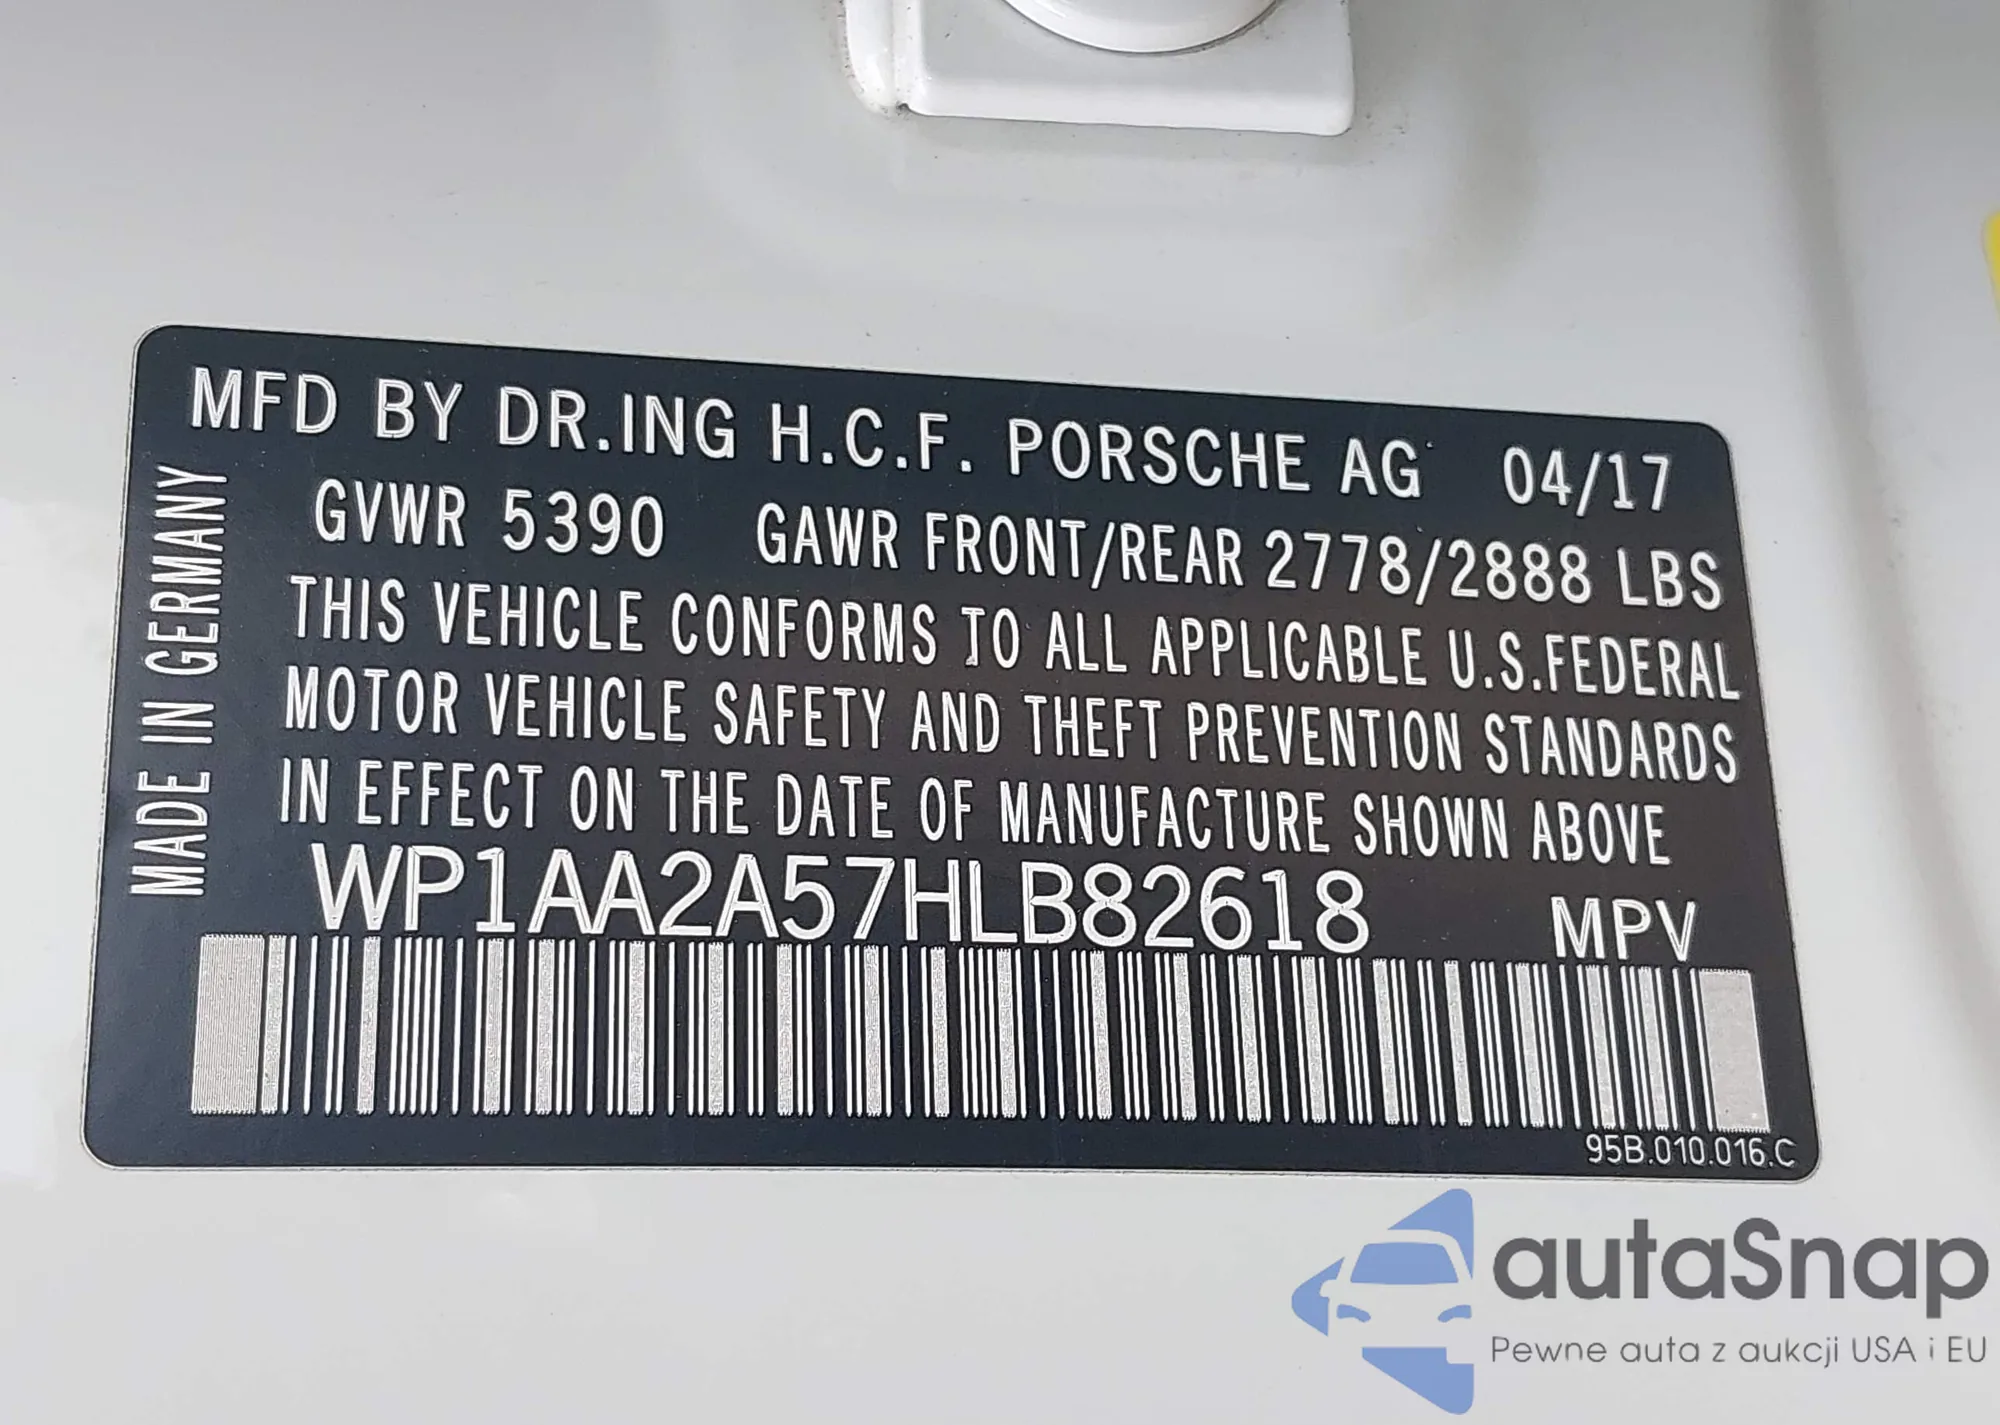 MFD BY DR.ING H.C.F. PORSCHE AG 04/17
GVWR 5390 GAWR FRONT/REAR 2778/2888 LBS
THIS VEHICLE CONFORMS TO ALL APPLICABLE U.S.FEDERAL
MOTOR VEHICLE SAFETY AND THEFT PREVENTION STANDARDS
IN EFFECT ON THE DATE OF MANUFACTURE SHOWN ABOVE
WP1AA2A57HLB82618 MPV
MADE IN GERMANY
95B.010.016.C
autaSnap
Pewne auta z aukcji USA i EU